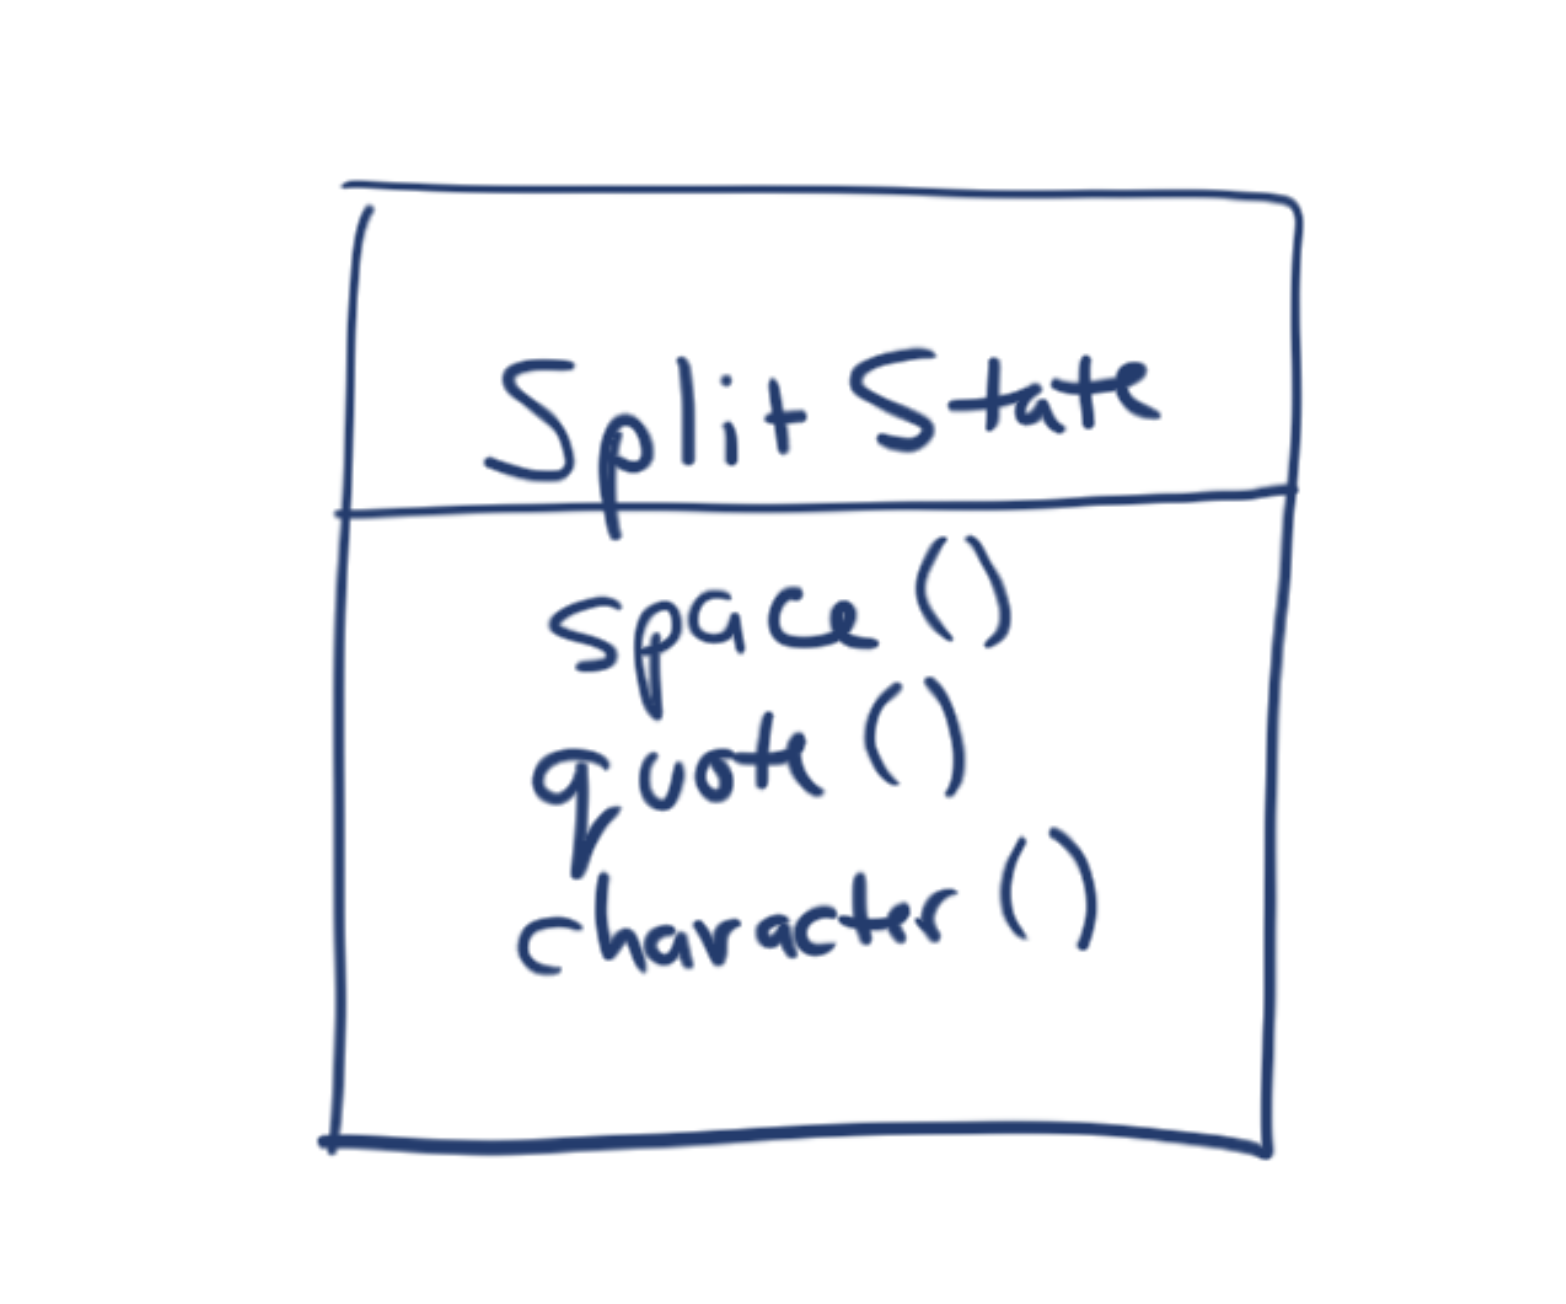 Split State
space ()
quote ()
character ()